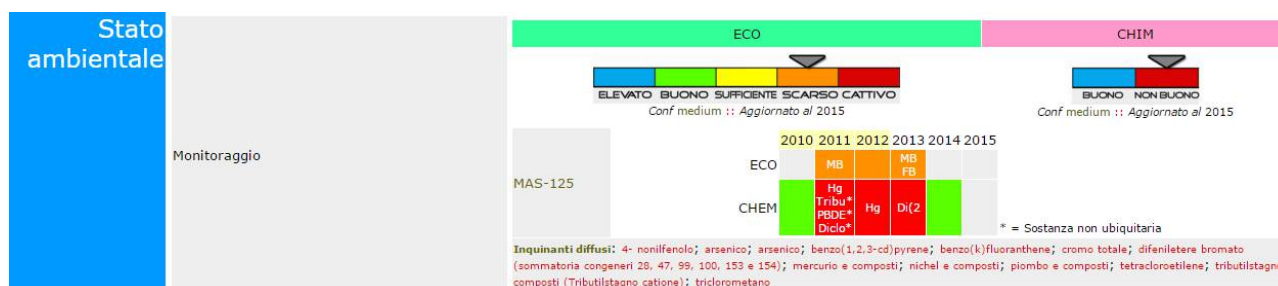 Stato
ambientale
Monitoraggio
ECO
CHIM
ELEVATO BUONO SUFFICIENTE SCARSO CATTIVO
Conf medium :: Aggiornato al 2015
BUONO NON BUONO
Conf medium :: Aggiornato al 2015
2010 2011 2012 2013 2014 2015
ECO
MB
MB
FB
MAS-125
CHEM
Hg
Tribu*
PBDE*
Diclo*
Hg
Di(2
* = Sostanza non ubiquitaria
Inquinanti diffusi: 4- nonilfenolo; arsenico; arsenico; benzo(1,2,3-cd)pyrene; benzo(k)fluoranthene; cromo totale; difeniletere bromato
(sommatoria congeneri 28, 47, 99, 100, 153 e 154); mercurio e composti; nichel e composti; piombo e composti; tetracloroetilene; tributilstagno
composti (Tributilstagno catione); triclorometano